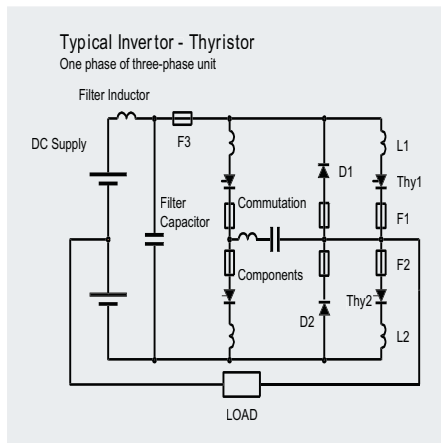 Typical Invertor - Thyristor
One phase of three-phase unit
Filter Inductor
F3
L1
DC Supply
D1
Thy1
Filter
Capacitor
Commutation
F1
F2
Components
Thy2
D2
L2
LOAD